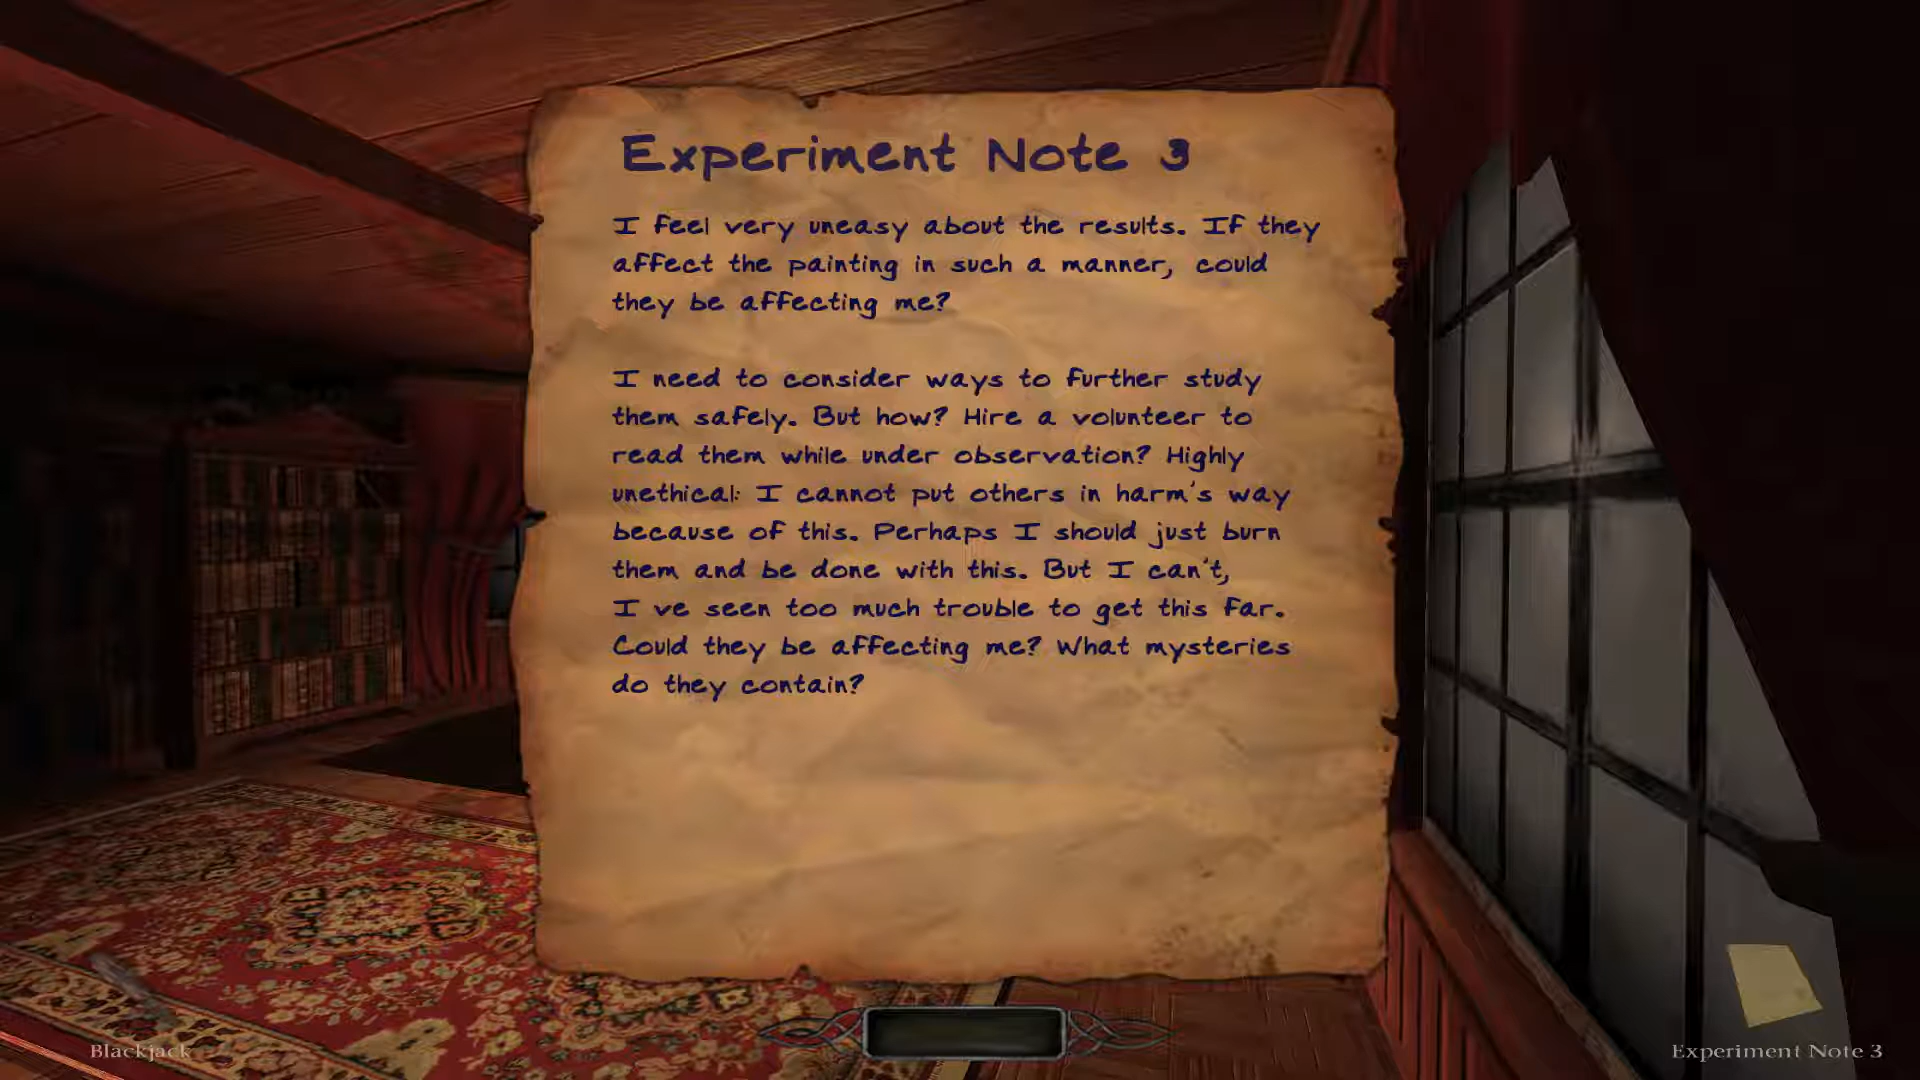 Experiment Note 3
I feel very uneasy about the results. If they
affect the painting in such a manner, could
they be affecting me?
I need to consider ways to further study
them safely. But how? Hire a volunteer to
read them while under observation? Highly
unethical: I cannot put others in harm's way
because of this. Perhaps I should just burn
them and be done with this. But I can't,
I ve seen too much trouble to get this far.
Could they be affecting me? What mysteries
do they contain?
Blackjack
Experiment Note 3